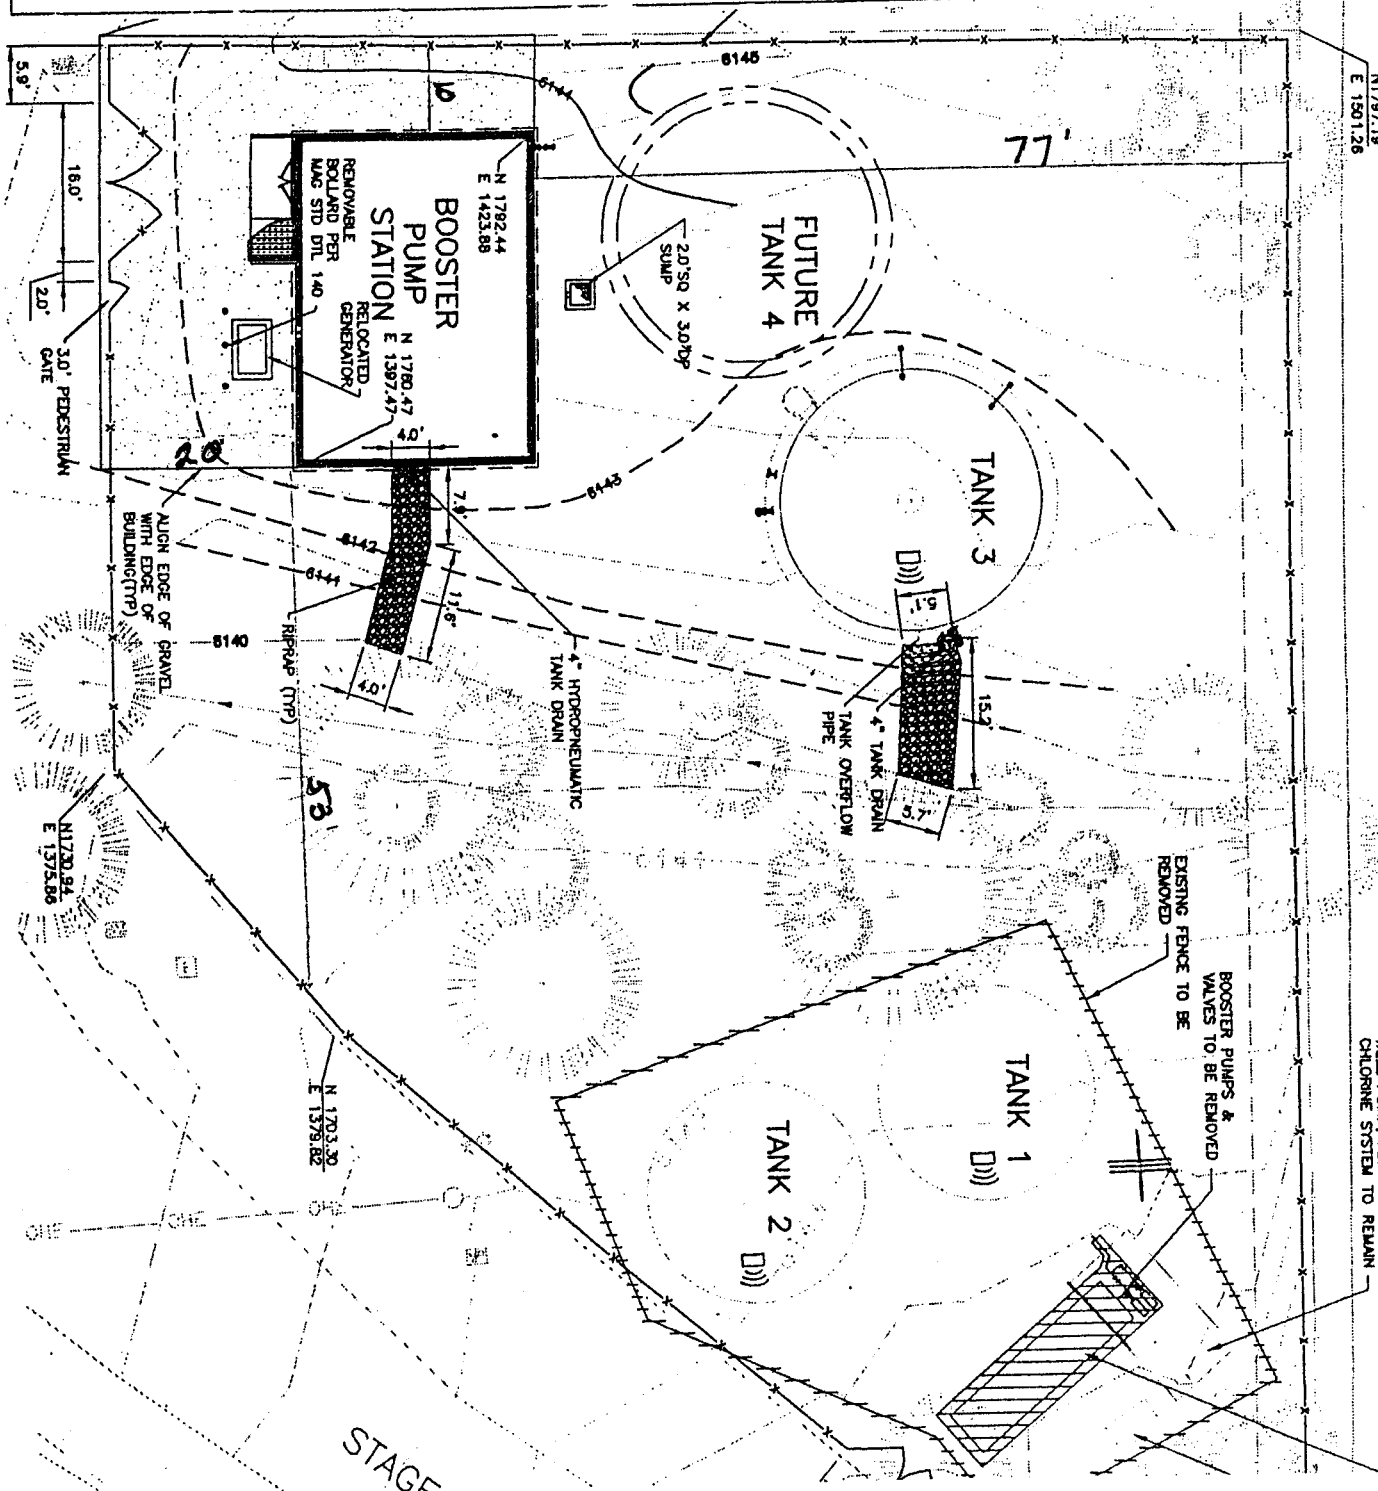 E 1501.26
5.9'
10
6144
6145
77'
18.0'
2.0'
3.0' PEDESTRIAN
GATE
N 1792.44
E 1423.88
REMOVABLE
BOLLARD PER
MAG STD DTL 140
BOOSTER
PUMP
STATION
N 1780.47
E 1397.47
RELOCATED
GENERATOR
4.0'
2.0'SQ X 3.0'DP
SUMP
FUTURE
TANK 4
TANK 3
20
ALIGN EDGE OF GRAVEL
WITH EDGE OF
BUILDING(TYP)
6143
6142
6141
6140
7.9'
11.6'
4.0'
RIPRAP (TYP)
4" HYDROPNEUMATIC
TANK DRAIN
5.1'
15.2'
5.7'
4" TANK DRAIN
TANK OVERFLOW
PIPE
53'
N1730.94
E 1375.86
N 1703.30
E 1379.82
EXISTING FENCE TO BE
REMOVED
BOOSTER PUMPS &
VALVES TO BE REMOVED
CHLORINE SYSTEM TO REMAIN
TANK 1
TANK 2
OHE
OHE
OHE
STAGE